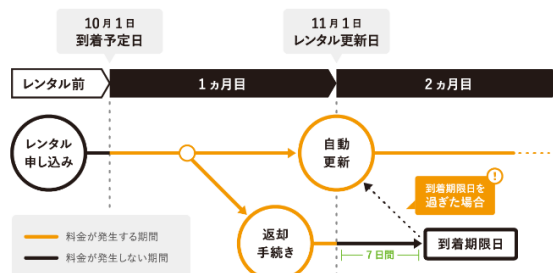 10月1日
到着予定日
11月1日
レンタル更新日
レンタル前
1ヵ月目
2ヵ月目
レンタル
申し込み
自動
更新
到着期限日を
過ぎた場合
!
返却
手続き
7日間
到着期限日
料金が発生する期間
料金が発生しない期間